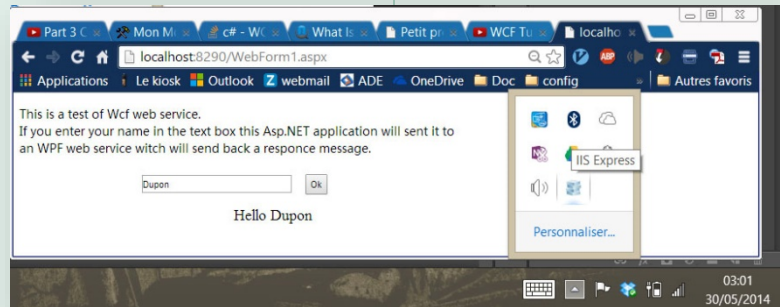 Part 3 C
Mon M
c# - WC
What Is
Petit pr
WCF Tu
localho
localhost:8290/WebForm1.aspx
Applications
Le kiosk
Outlook
webmail
ADE
OneDrive
Doc
config
»
Autres favoris
This is a test of Wcf web service.
If you enter your name in the text box this Asp.NET application will sent it to
an WPF web service witch will send back a responce message.
Dupon
Ok
Hello Dupon
IIS Express
Personnaliser...
03:01
30/05/2014